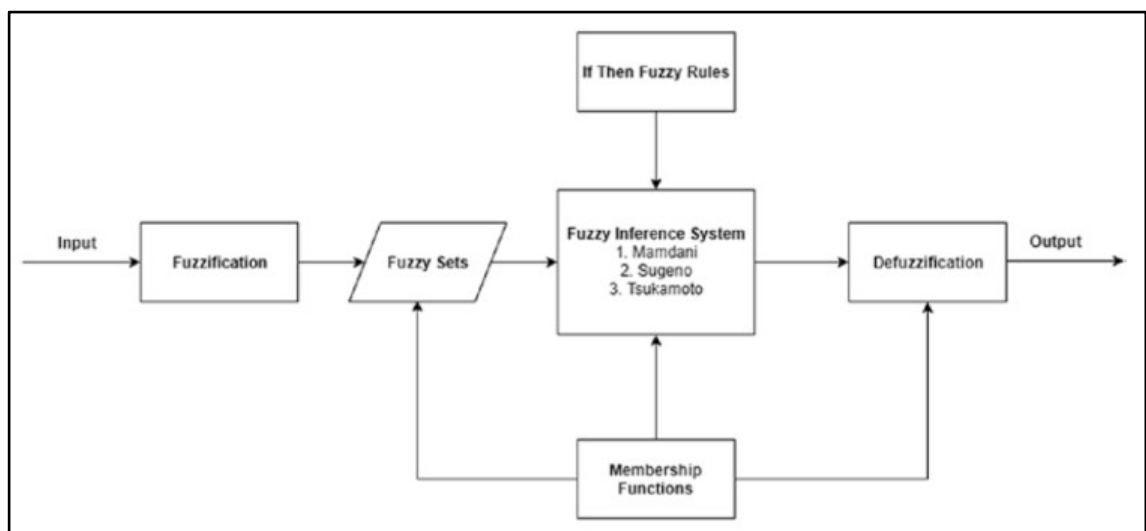 If Then Fuzzy Rules
Input
Fuzzification
Fuzzy Sets
Fuzzy Inference System
1. Mamdani
2. Sugeno
3. Tsukamoto
Defuzzification
Output
Membership
Functions